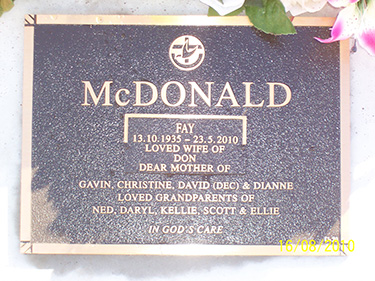 McDONALD
FAY
13.10.1935 – 23.5.2010
LOVED WIFE OF
DON
DEAR MOTHER OF
GAVIN, CHRISTINE, DAVID (DEC) & DIANNE
LOVED GRANDPARENTS OF
NED, DARYL, KELLIE, SCOTT & ELLIE
IN GOD'S CARE
16/08/2010